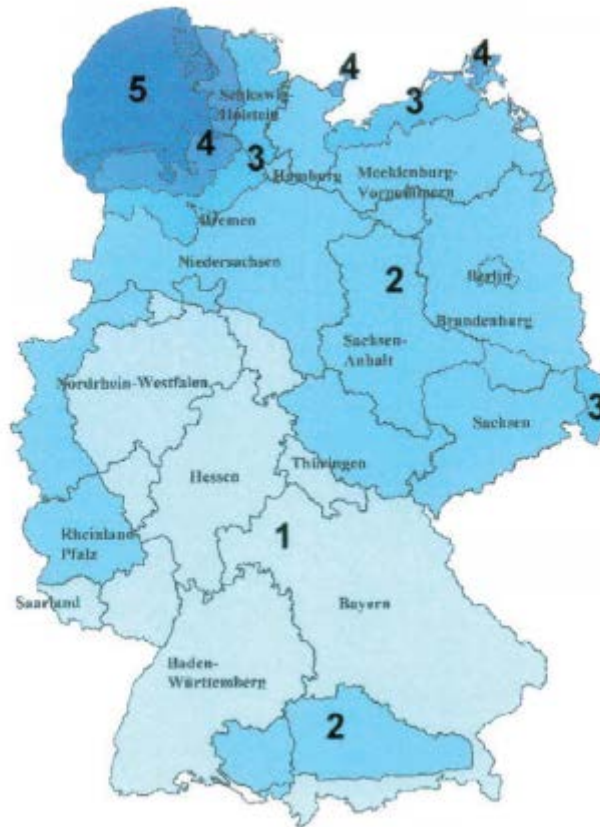 4
4
5
3
Schleswig-
Holstein
4
3
Hamburg
Mecklenburg-
Vorpommern
Bremen
Niedersachsen
2
Berlin
Brandenburg
Sachsen-
Anhalt
Nordrhein-Westfalen
3
Sachsen
Hessen
Thüringen
Rheinland
Pfalz
1
Saarland
Bayern
Baden-
Württemberg
2